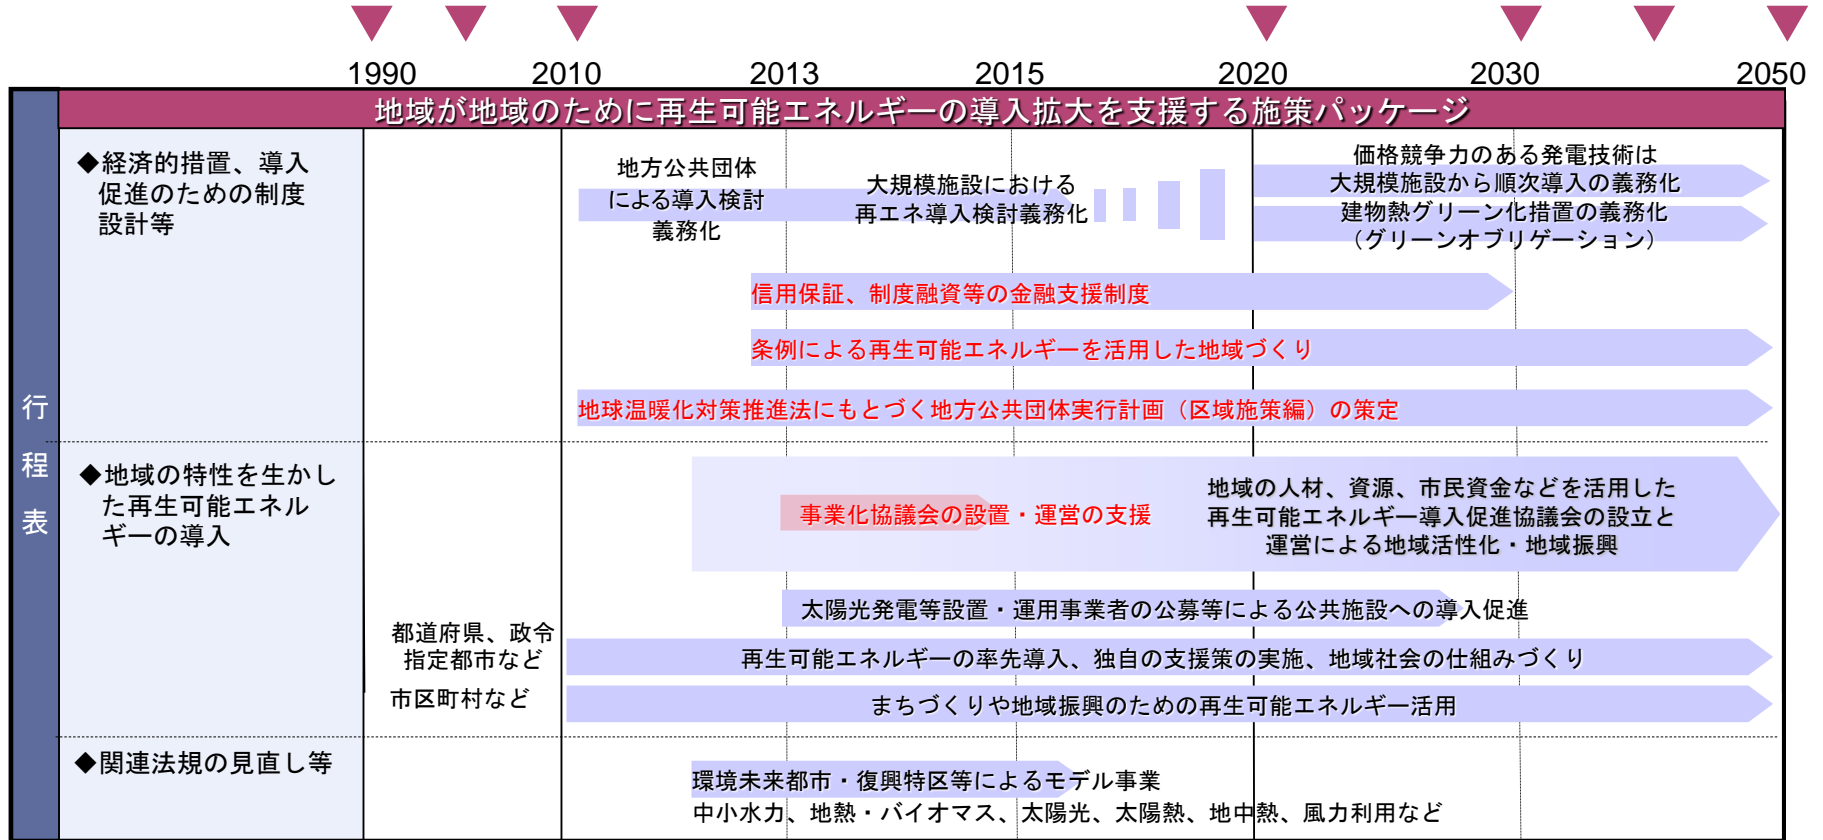 1990 2010 2013 2015 2020 2030 2050
地域が地域のために再生可能エネルギーの導入拡大を支援する施策パッケージ
行程表
◆経済的措置、導入
促進のための制度
設計等
地方公共団体
による導入検討
義務化
大規模施設における
再エネ導入検討義務化
価格競争力のある発電技術は
大規模施設から順次導入の義務化
建物熱グリーン化措置の義務化
（グリーンオブリゲーション）
信用保証、制度融資等の金融支援制度
条例による再生可能エネルギーを活用した地域づくり
地球温暖化対策推進法にもとづく地方公共団体実行計画（区域施策編）の策定
◆地域の特性を生かし
た再生可能エネル
ギーの導入
事業化協議会の設置・運営の支援
地域の人材、資源、市民資金などを活用した
再生可能エネルギー導入促進協議会の設立と
運営による地域活性化・地域振興
太陽光発電等設置・運用事業者の公募等による公共施設への導入促進
都道府県、政令
指定都市など
再生可能エネルギーの率先導入、独自の支援策の実施、地域社会の仕組みづくり
市区町村など
まちづくりや地域振興のための再生可能エネルギー活用
◆関連法規の見直し等
環境未来都市・復興特区等によるモデル事業
中小水力、地熱・バイオマス、太陽光、太陽熱、地中熱、風力利用など